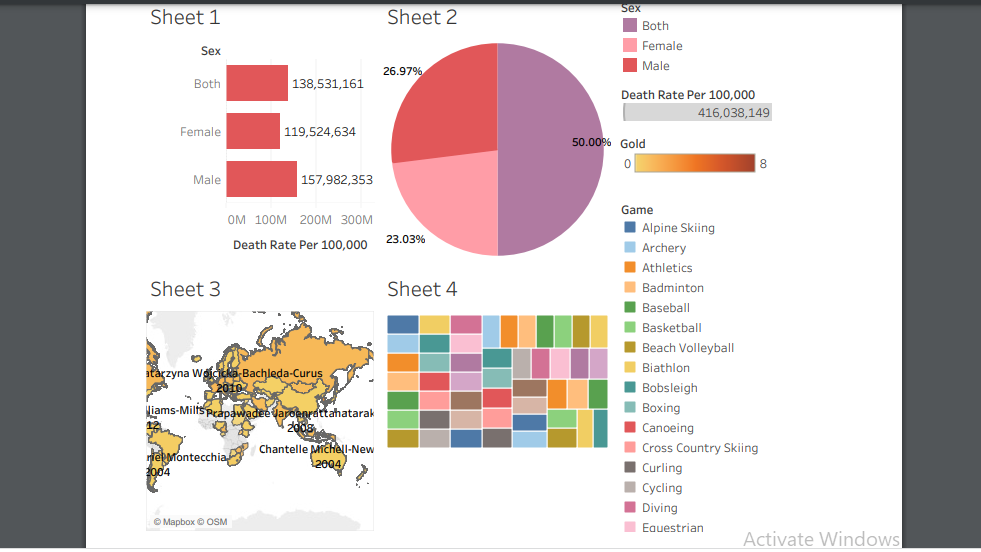 Sheet 1
Sex
Both
138,531,161
Female
119,524,634
Male
157,982,353
0M 100M 200M 300M
Death Rate Per 100,000
Sheet 2
26.97%
50.00%
23.03%
Sex
Both
Female
Male
Death Rate Per 100,000
416,038,149
Gold
0 8
Game
Alpine Skiing
Archery
Athletics
Badminton
Baseball
Basketball
Beach Volleyball
Biathlon
Bobsleigh
Boxing
Canoeing
Cross Country Skiing
Curling
Cycling
Diving
Equestrian
Sheet 3
atarzyna Wojcicka-Bachleda-Curus
2010
lliams-Mills
12
2008
Chantelle Michell-New
2004
riel Montecchia
2004
© Mapbox © OSM
Sheet 4
Activate Windows